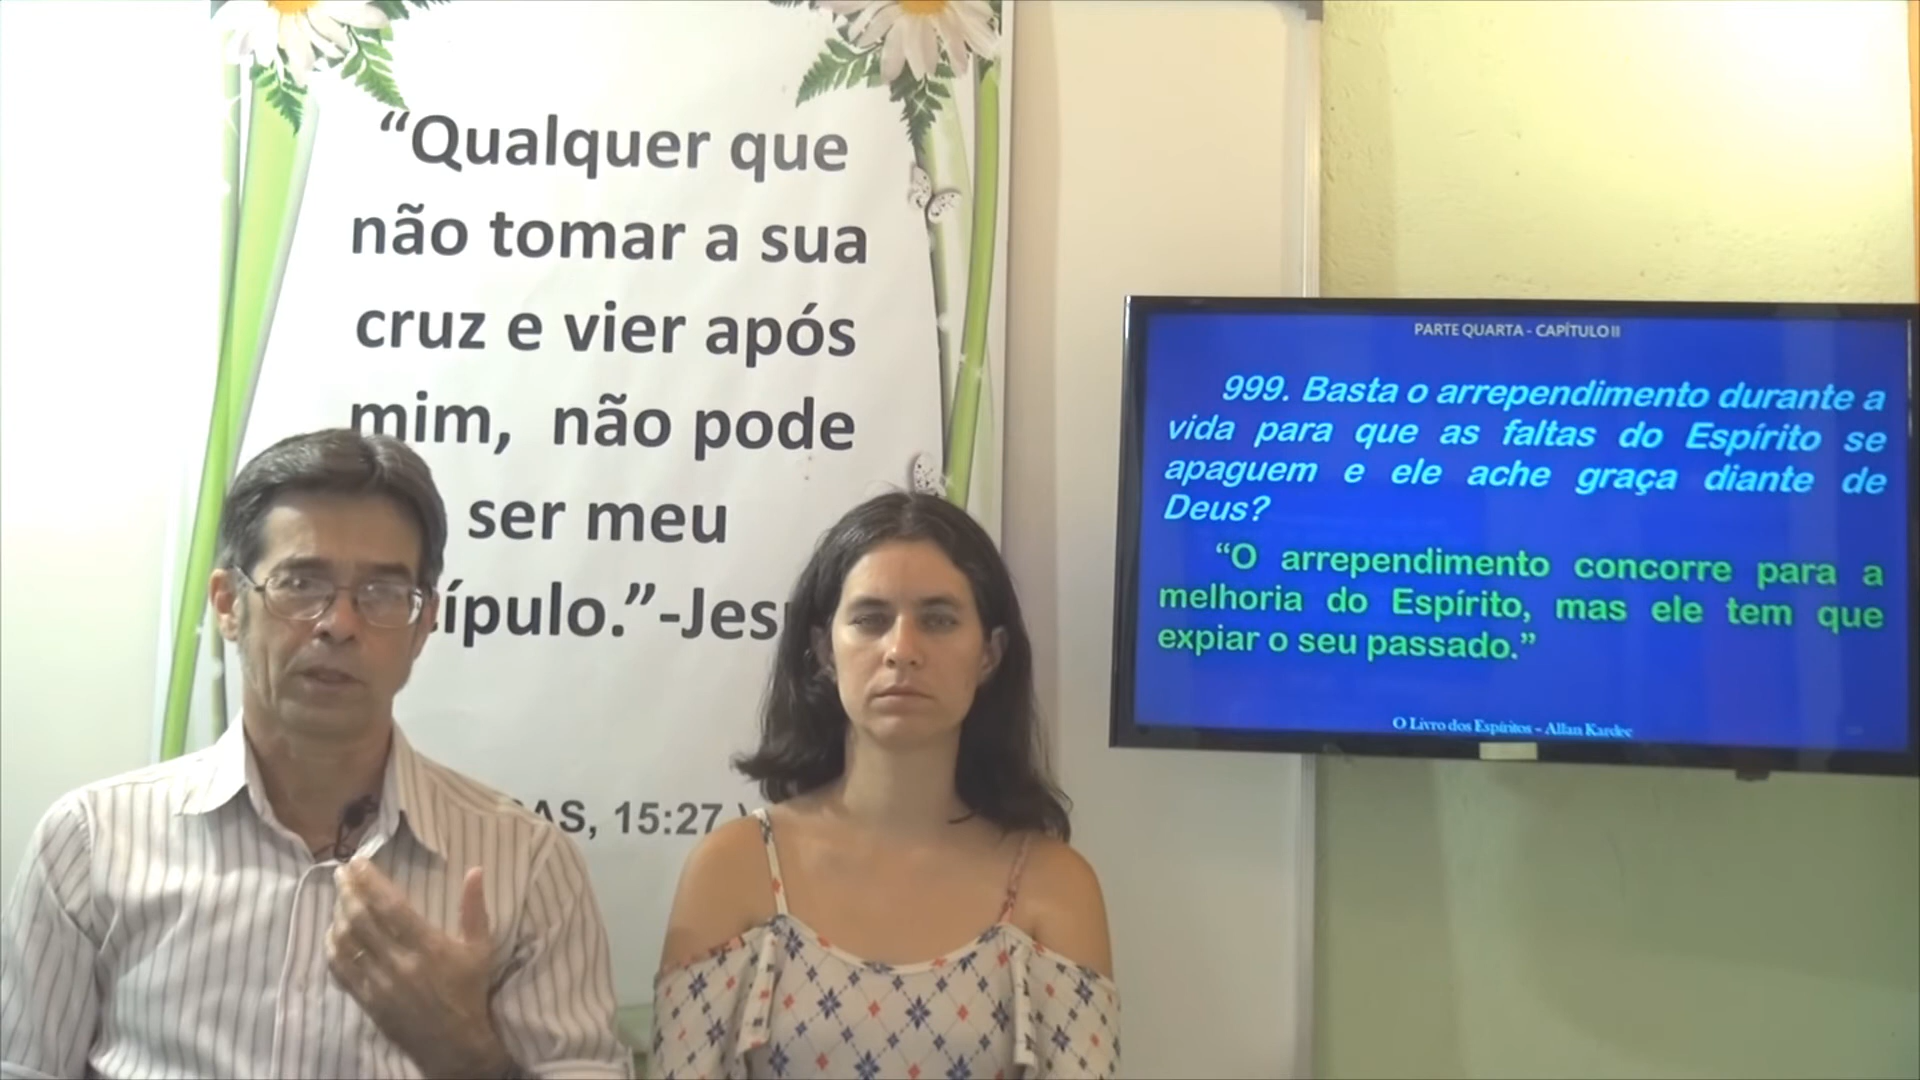 “Qualquer que
não tomar a sua
cruz e vier após
mim, não pode
ser meu
ípulo.”-Jes
AS, 15:27
PARTE QUARTA - CAPÍTULO II
999. Basta o arrependimento durante a
vida para que as faltas do Espírito se
apaguem e ele ache graça diante de
Deus?
“O arrependimento concorre para a
melhoria do Espírito, mas ele tem que
expiar o seu passado.”
O Livro dos Espíritos - Allan Kardec